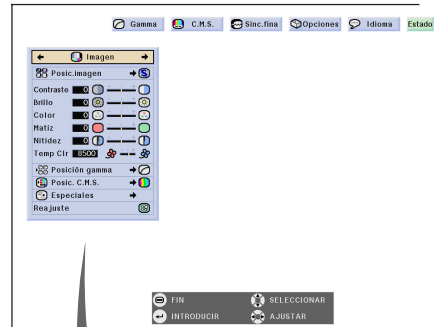 Gamma C.M.S. Sinc.fina Opciones Idioma Estado
Imagen
Posic.imagen
Contraste 0
Brillo 0
Color 0
Matiz 0
Nitidez 0
Temp Clr 8500
Posición gamma
Posic. C.M.S.
Especiales
Reajuste
FIN SELECCIONAR
INTRODUCIR AJUSTAR